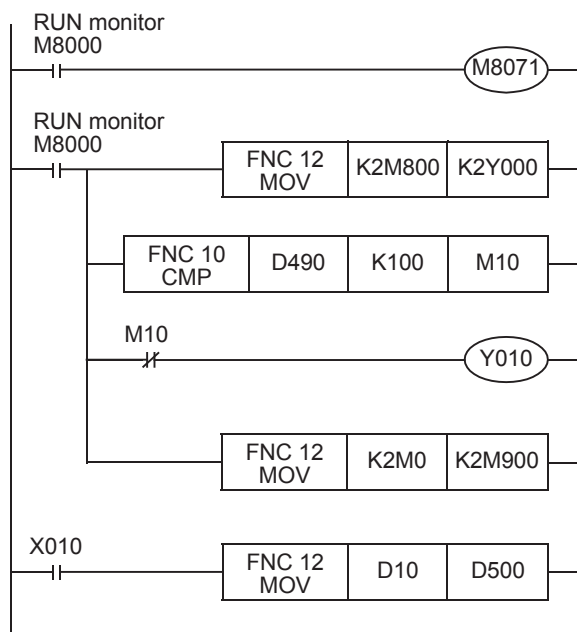 RUN monitor
M8000
M8071
RUN monitor
M8000
FNC 12
MOV
K2M800
K2Y000
FNC 10
CMP
D490
K100
M10
M10
Y010
FNC 12
MOV
K2M0
K2M900
X010
FNC 12
MOV
D10
D500